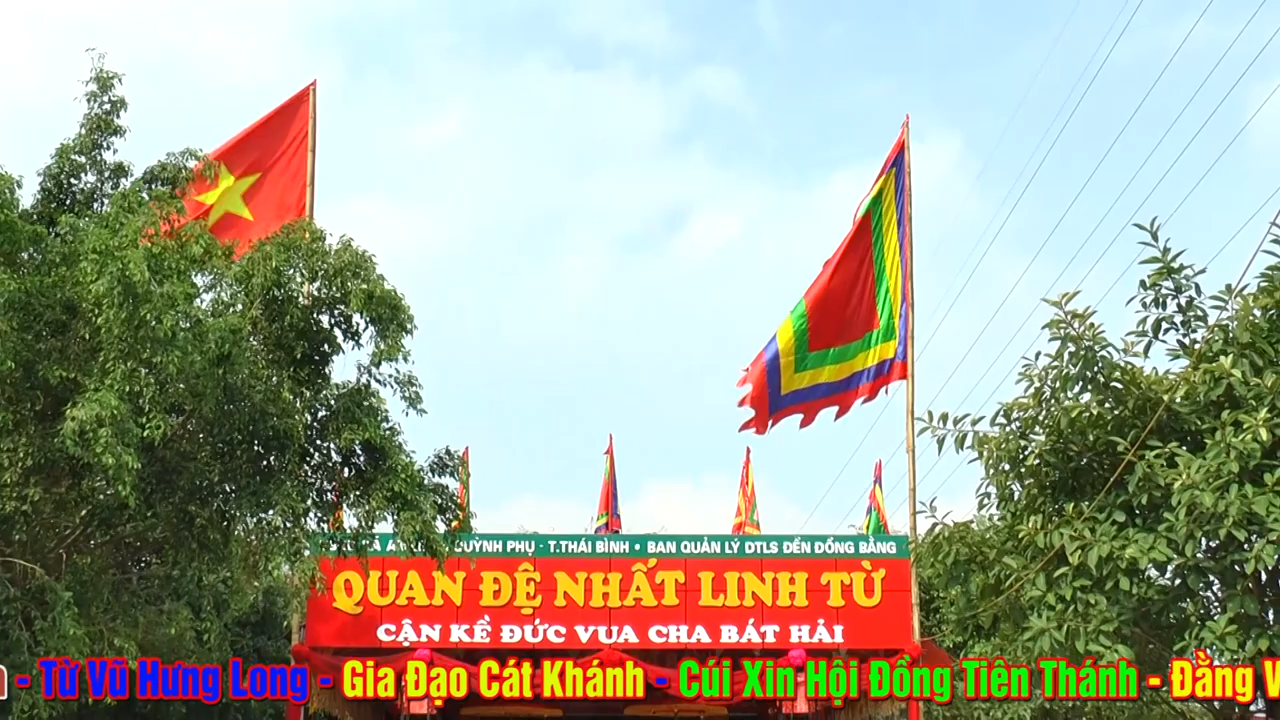 QUỲNH PHỤ - T.THÁI BÌNH • BAN QUẢN LÝ DTLS ĐỀN ĐỒNG BẰNG
QUAN ĐỆ NHẤT LINH TỪ
CẬN KỀ ĐỨC VUA CHA BÁT HẢI
- Từ Vũ Hưng Long - Gia Đạo Cát Khánh - Cúi Xin Hội Đồng Tiên Thánh - Đằng